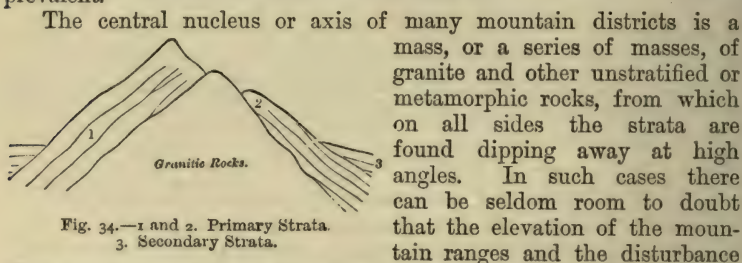 The central nucleus or axis of many mountain districts is a
mass, or a series of masses, of
granite and other unstratified or
metamorphic rocks, from which
on all sides the strata are
found dipping away at high
angles. In such cases there
can be seldom room to doubt
that the elevation of the moun-
tain ranges and the disturbance
1
2
3
Granitic Rocks.
Fig. 34.—1 and 2. Primary Strata.
3. Secondary Strata.